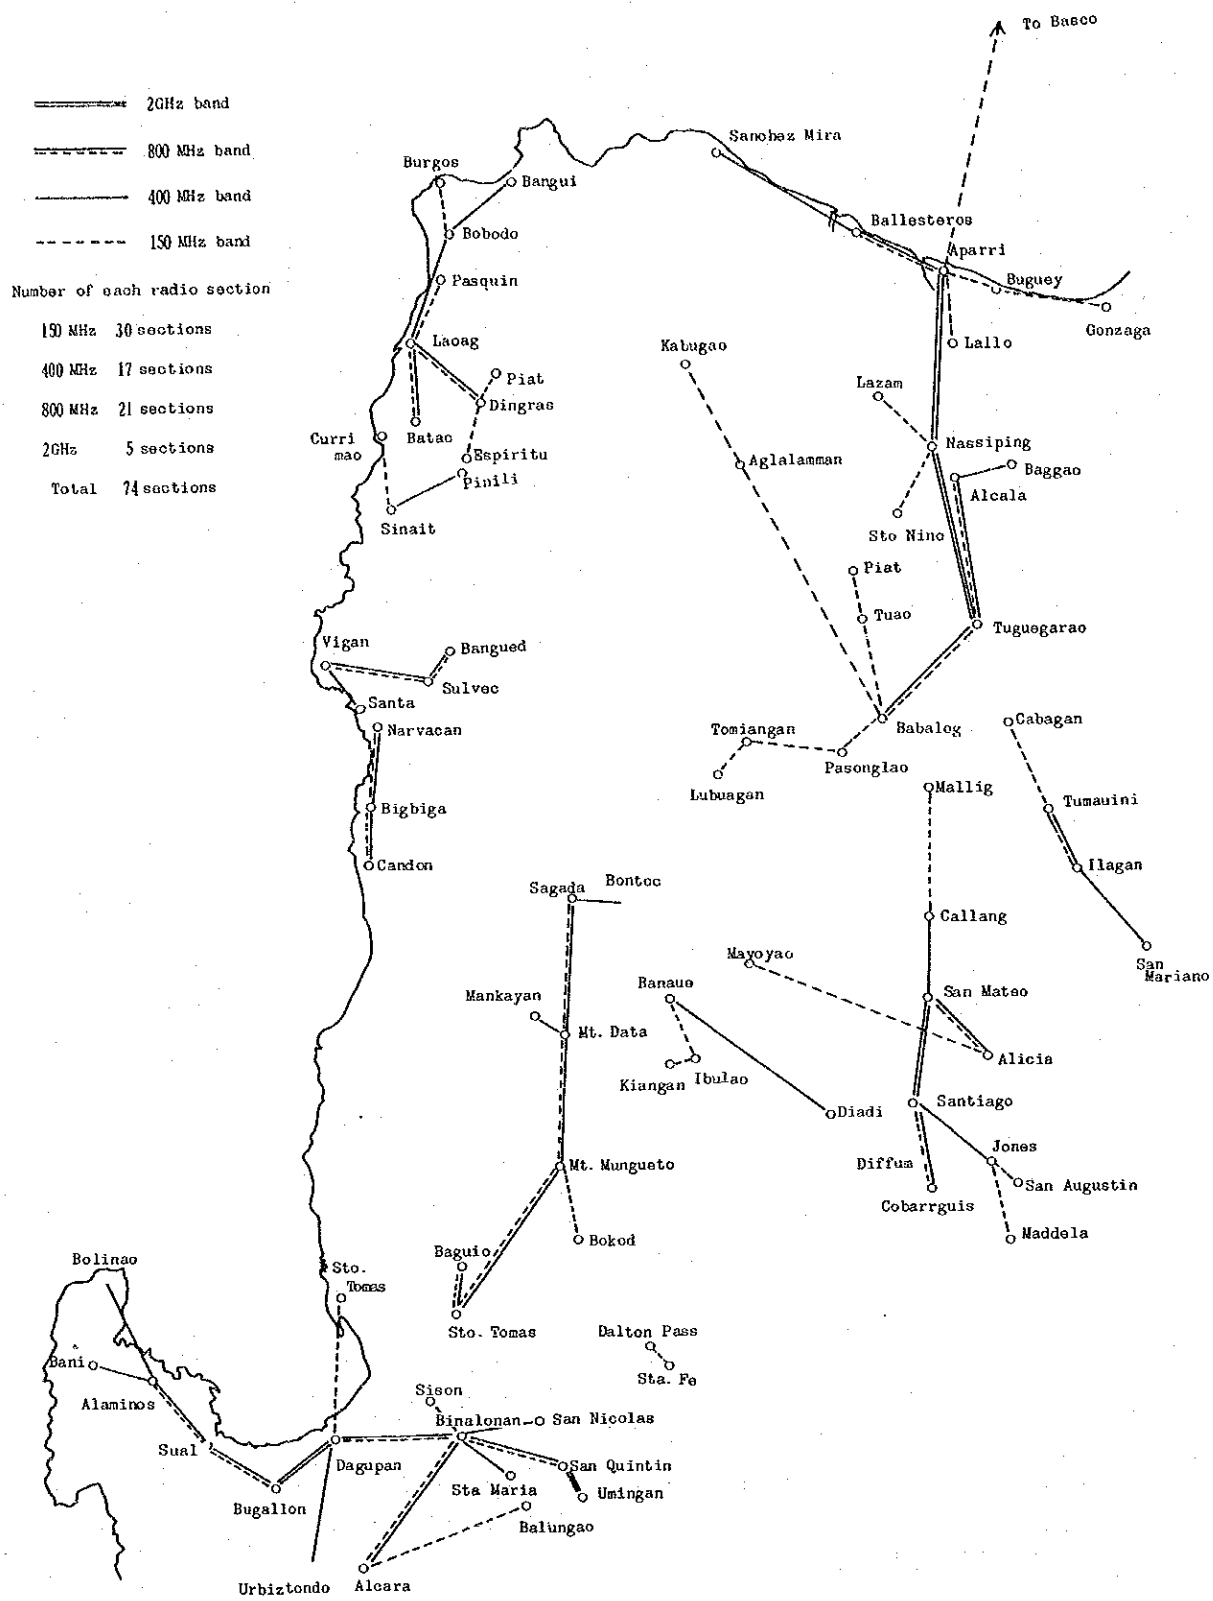 To Basco
2GHz band
800 MHz band
400 MHz band
150 MHz band
Number of each radio section
150 MHz 30 sections
400 MHz 17 sections
800 MHz 21 sections
2GHz 5 sections
Total 74 sections
Sanchez Mira
Burgos
Bangui
Ballesteros
Bobodo
Aparri
Pasquin
Buguey
Gonzaga
Laoag
Kabugao
Lallo
Piat
Lazam
Dingras
Curri
mao
Batac
Nassiping
Espiritu
Aglalamman
Baggao
Pinili
Alcala
Sinait
Sto Nino
Piat
Tuao
Tuguegarao
Vigan
Bangued
Sulvec
Santa
Narvacan
Tomiangan
Babalog
Cabagan
Pasonglao
Lubuagan
Mallig
Bigbiga
Tumauini
Candon
Ilagan
Sagada
Bontoc
Callang
Mayoyao
San
Mariano
Banaue
Mankayan
San Mateo
Mt. Data
Alicia
Kiangan
Ibulao
Diadi
Santiago
Jones
Mt. Mungueto
Diffum
San Augustin
Cobarrguis
Maddela
Bokod
Baguio
Bolinao
Sto.
Tomas
Sto. Tomas
Dalton Pass
Bani
Sta. Fe
Alaminos
Sison
Binalonan
San Nicolas
Sual
Dagupan
San Quintin
Sta Maria
Umingan
Bugallon
Balungao
Urbiztondo
Alcara